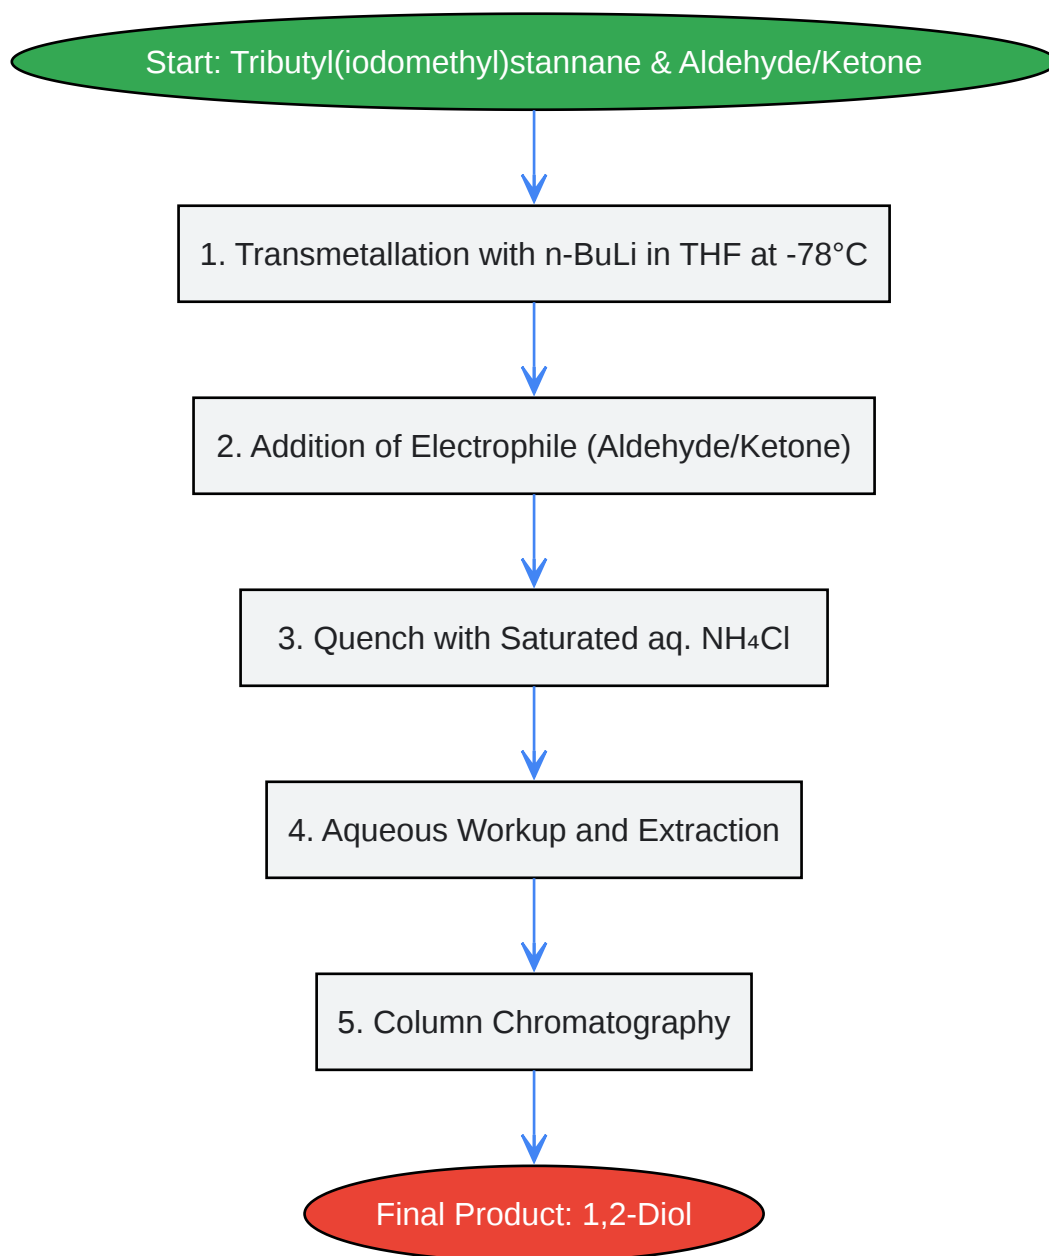 Start: Tributyl(iodomethyl)stannane & Aldehyde/Ketone
1. Transmetallation with n-BuLi in THF at -78°C
2. Addition of Electrophile (Aldehyde/Ketone)
3. Quench with Saturated aq. NH₄Cl
4. Aqueous Workup and Extraction
5. Column Chromatography
Final Product: 1,2-Diol